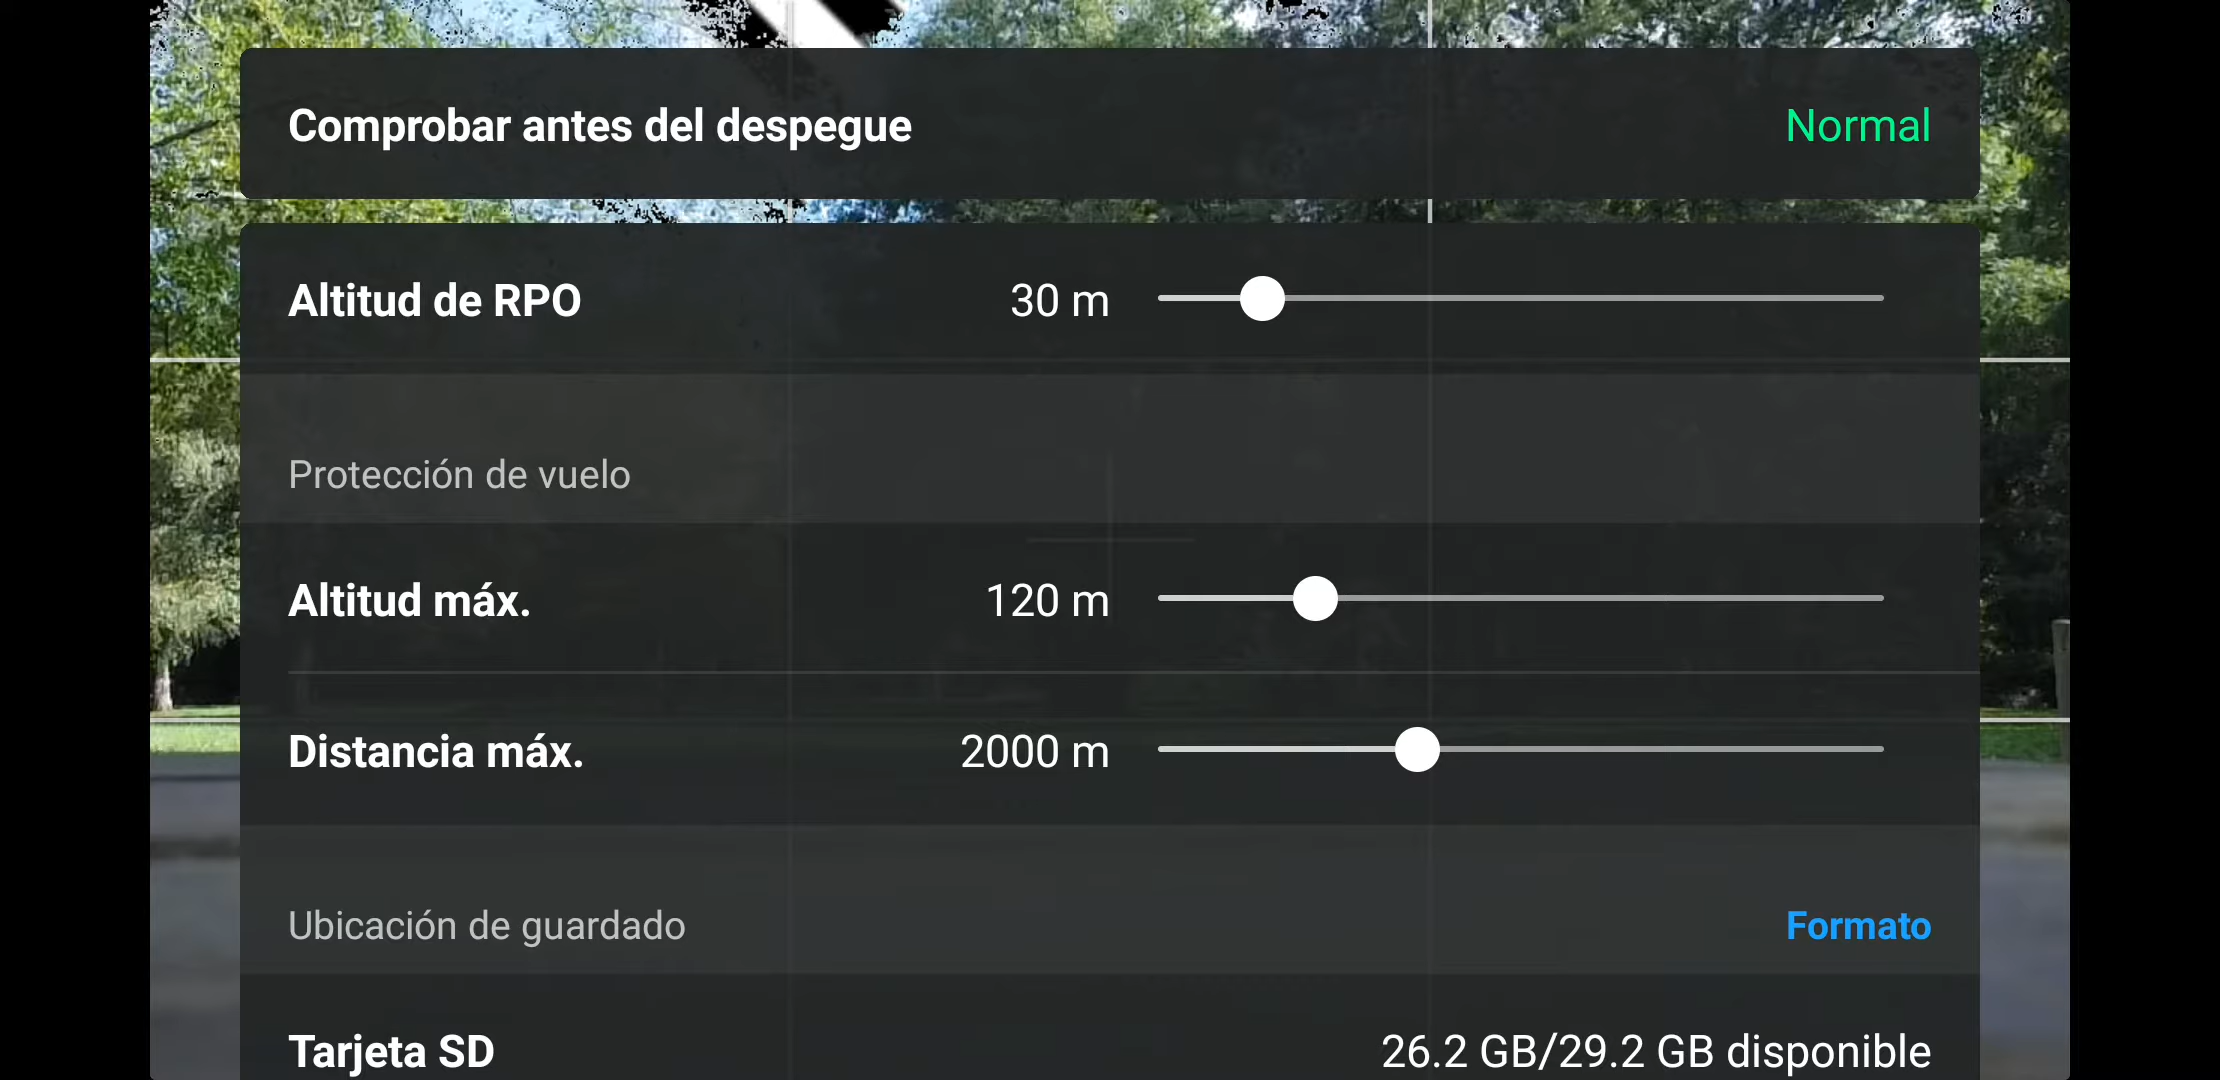 Comprobar antes del despegue Normal
Altitud de RPO 30 m
Protección de vuelo
Altitud máx. 120 m
Distancia máx. 2000 m
Ubicación de guardado Formato
Tarjeta SD 26.2 GB/29.2 GB disponible